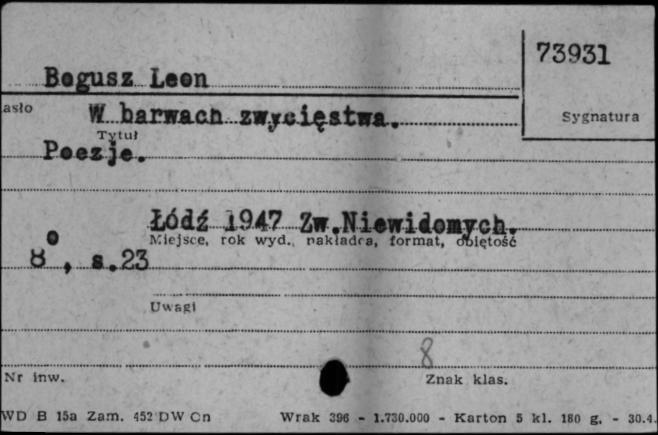 73931
Bogusz Leon
asło
W barwach zwycięstwa.
Sygnatura
Tytuł
Poezje.
Łódź 1947 Zw.Niewidomych.
Miejsce, rok wyd., nakładca, format, objętość
8°, s.23
Uwagi
8
Nr inw.
Znak klas.
WD B 15a Zam. 452 DW Cn Wrak 396 - 1.730.000 - Karton 5 kl. 180 g. - 30.4.